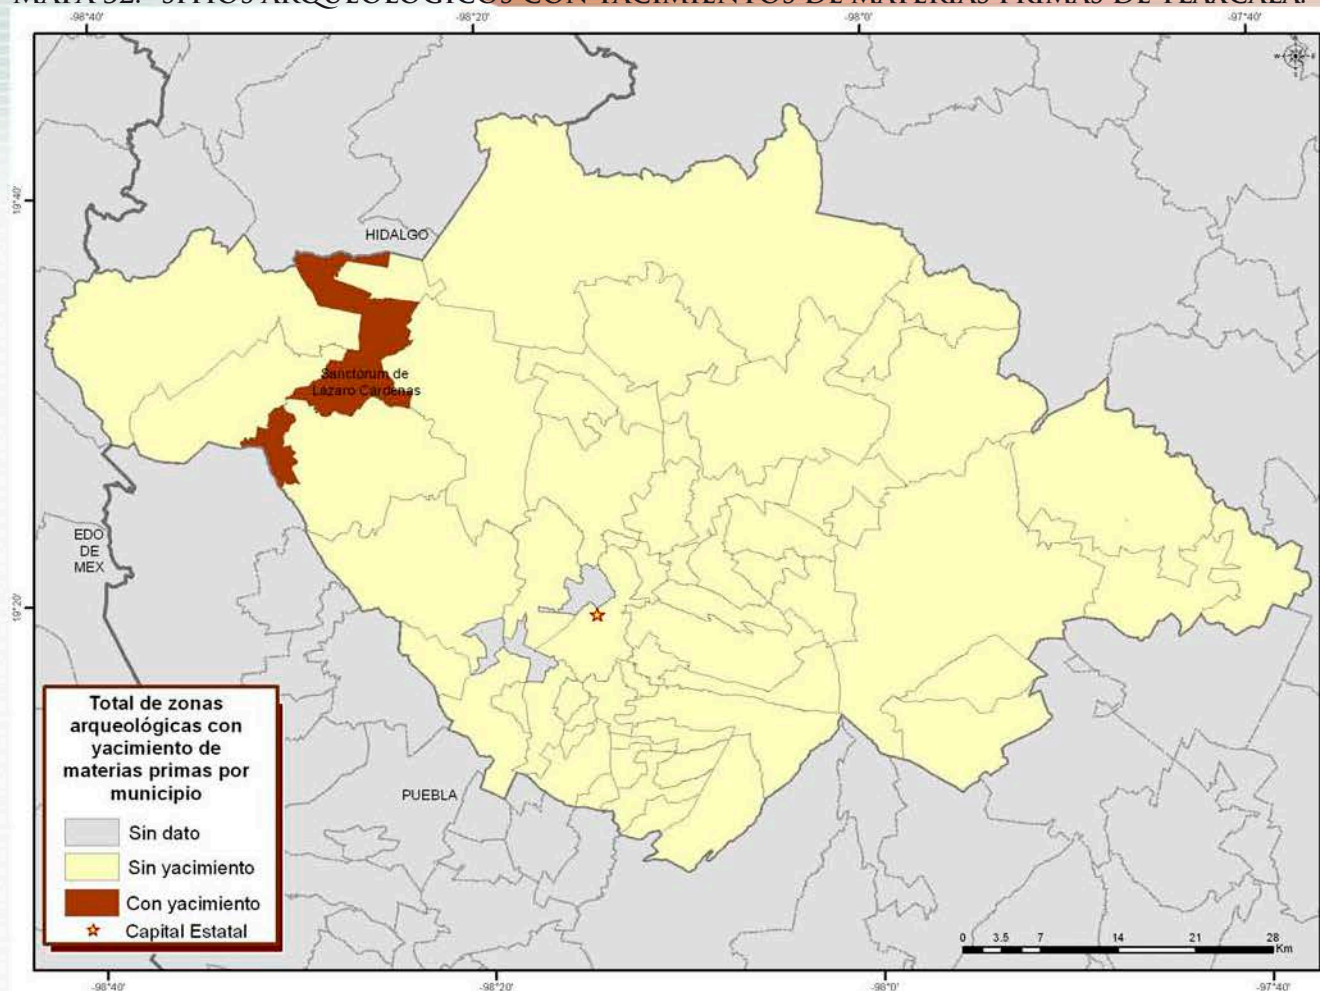 MAPA 32. SITIOS ARQUEOLÓGICOS CON YACIMIENTOS DE MATERIAS PRIMAS DE TLAXCALA.
-98°40' -98°20' -98°0' -97°40'
19°40'
HIDALGO
Sanctórum de
Lázaro Cárdenas
EDO
DE
MEX
19°20'
PUEBLA
Total de zonas
arqueológicas con
yacimiento de
materias primas por
municipio
Sin dato
Sin yacimiento
Con yacimiento
Capital Estatal
0 3.5 7 14 21 28
Km
-98°40' -98°20' -98°0' -97°40'